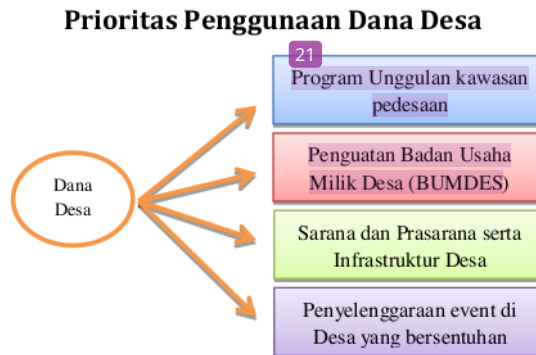 Prioritas Penggunaan Dana Desa
21
Program Unggulan kawasan
pedesaan
Penguatan Badan Usaha
Milik Desa (BUMDES)
Dana
Desa
Sarana dan Prasarana serta
Infrastruktur Desa
Penyelenggaraan event di
Desa yang bersentuhan